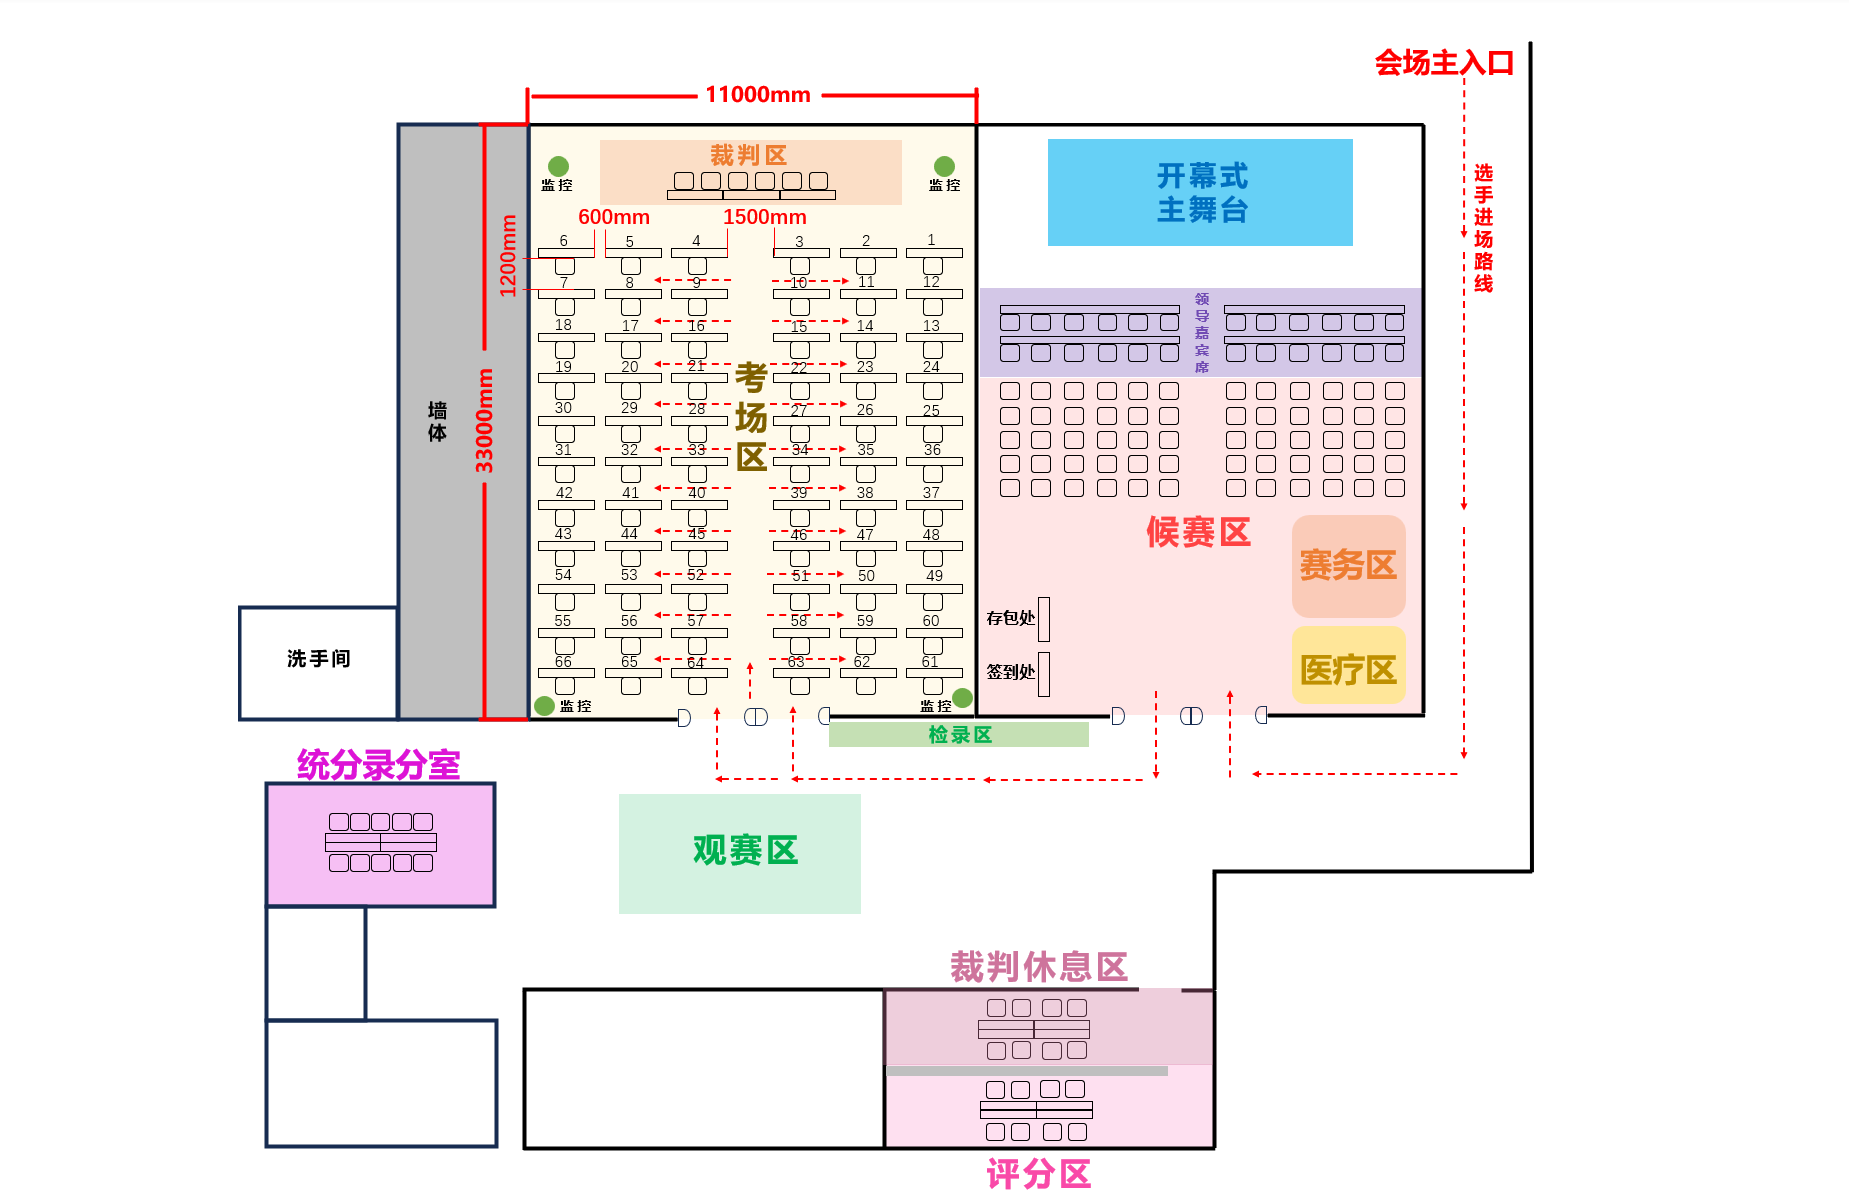 会场主入口
11000mm
裁判区
监控
监控
开幕式
主舞台
选手进场路线
600mm
1500mm
1200mm
6 5 4 3 2 1
7 8 9 10 11 12
领导嘉宾席
18 17 16 15 14 13
19 20 21 22 23 24
考场区
墙体
33000mm
30 29 28 27 26 25
31 32 33 34 35 36
42 41 40 39 38 37
候赛区
43 44 45 46 47 48
赛务区
54 53 52 51 50 49
55 56 57 58 59 60
存包处
洗手间
66 65 64 63 62 61
签到处
医疗区
监控
监控
检录区
统分录分室
观赛区
裁判休息区
评分区